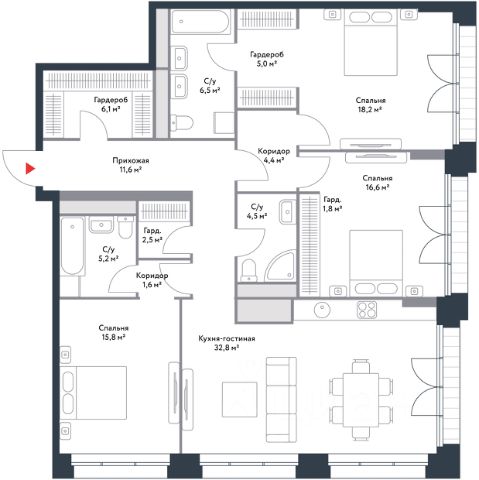 С/у
6,5 м²
Гардероб
5,0 м²
Гардероб
6,1 м²
Спальня
18,2 м²
Прихожая
11,6 м²
Коридор
4,4 м²
Спальня
16,6 м²
Гард.
1,8 м²
С/у
4,5 м²
Гард.
2,5 м²
С/у
5,2 м²
Коридор
1,6 м²
Спальня
15,8 м²
Кухня-гостиная
32,8 м²